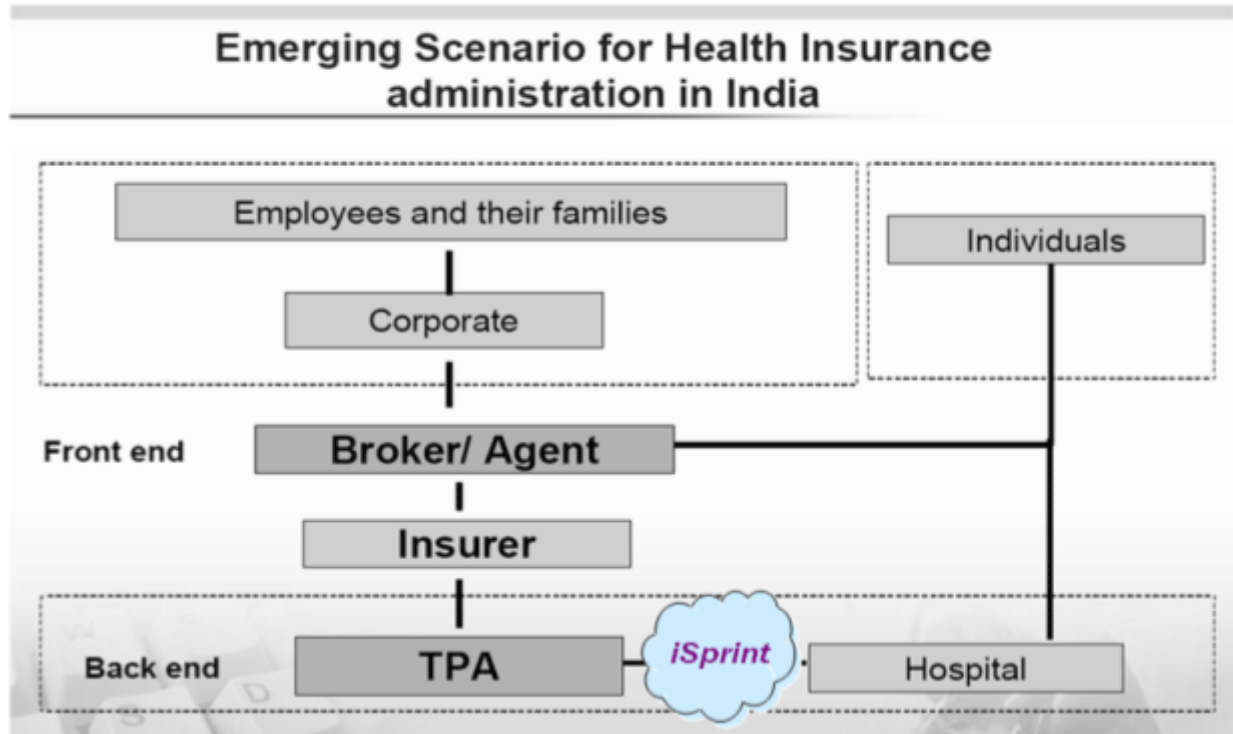 Emerging Scenario for Health Insurance
administration in India
Employees and their families
Individuals
Corporate
Front end
Broker/ Agent
Insurer
Back end
TPA
iSprint
Hospital
W
D
S